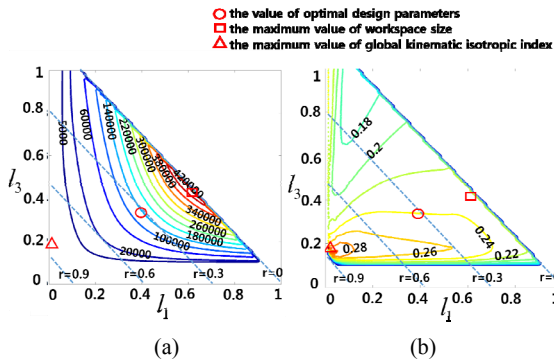 the value of optimal design parameters
the maximum value of workspace size
the maximum value of global kinematic isotropic index
1
0.8
0.6
0.4
0.2
0
l3
5000
60000
140000
220000
300000
380000
420000
340000
260000
180000
100000
20000
r=0.9
r=0.6
r=0.3
r=0
0
0.2
0.4
0.6
0.8
1
l1
(a)
1
0.8
0.6
0.4
0.2
0
l3
0.18
0.2
0.28
0.26
0.24
0.22
r=0.9
r=0.6
r=0.3
r=0
0
0.2
0.4
0.6
0.8
1
l1
(b)